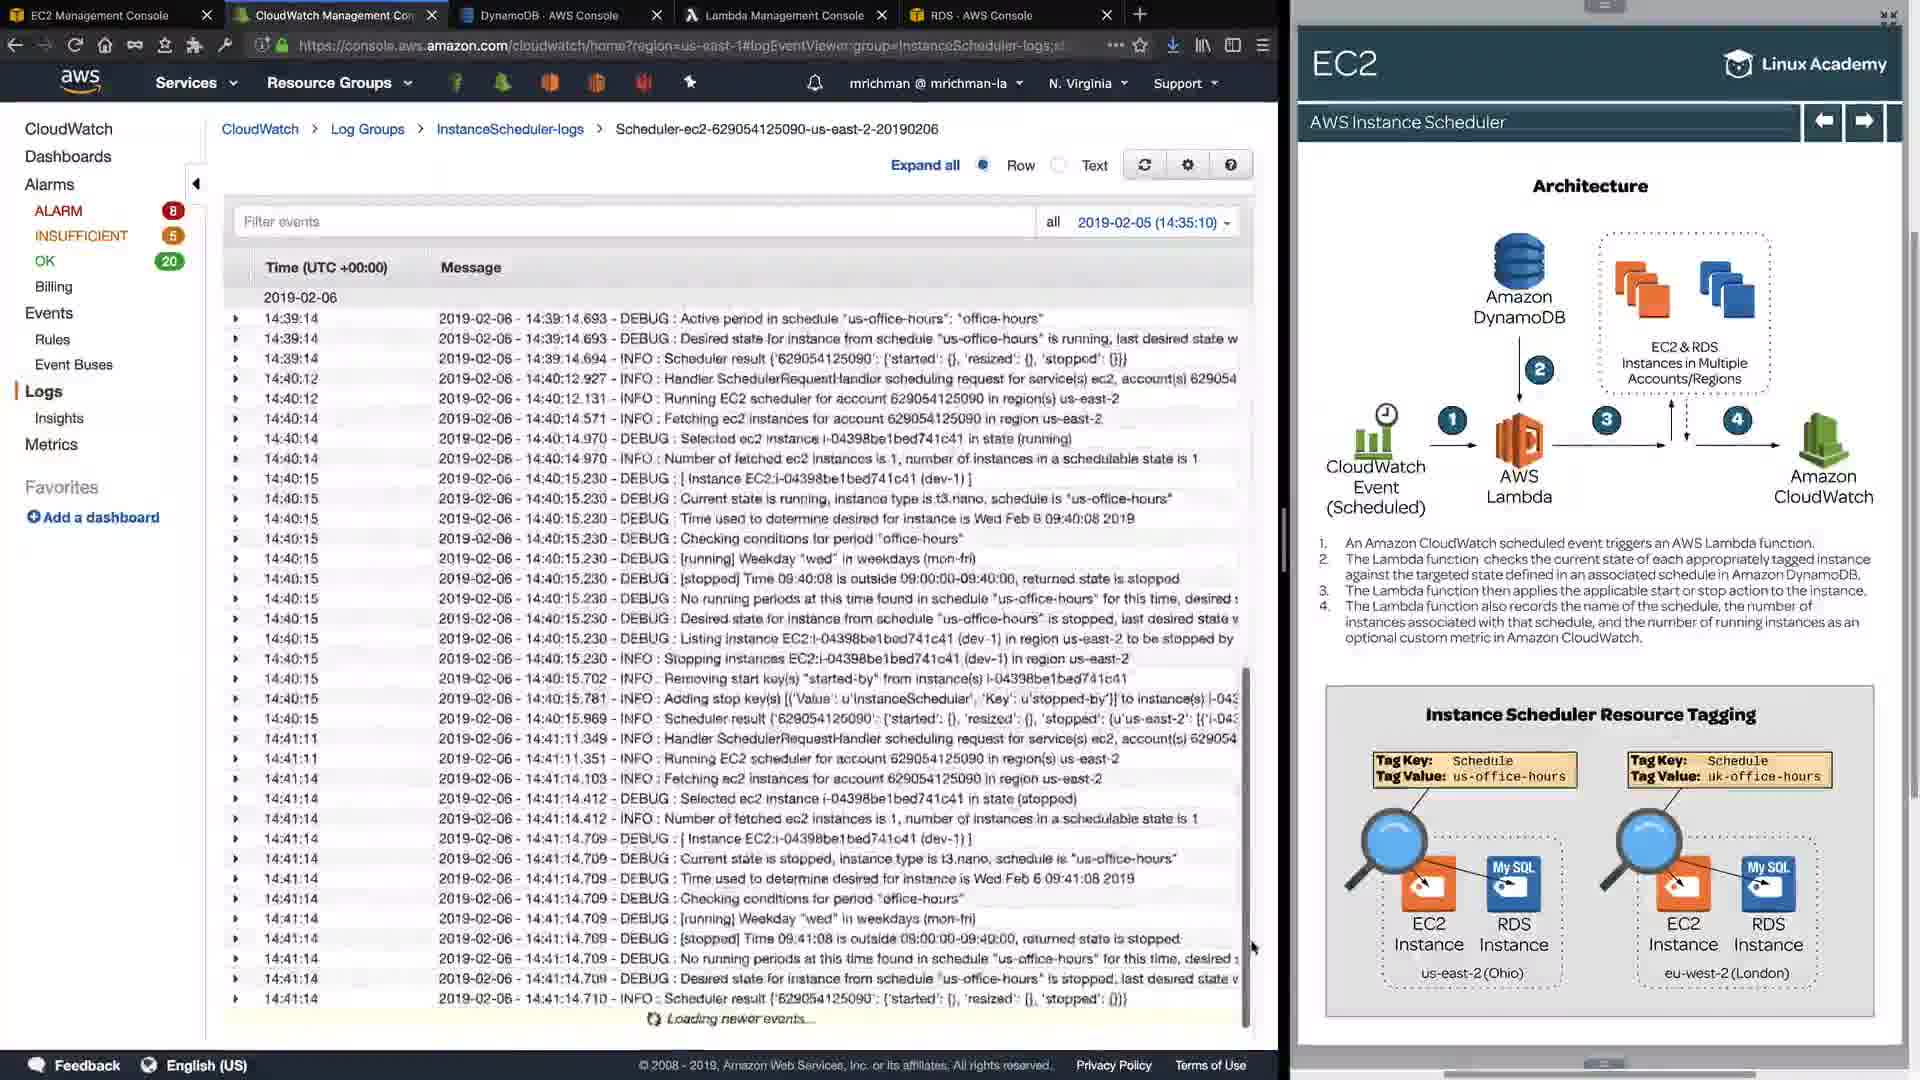 EC2 Management Console
CloudWatch Management Con
DynamoDB · AWS Console
Lambda Management Console
RDS · AWS Console
https://console.aws.amazon.com/cloudwatch/home?region=us-east-1#logEventViewer:group=InstanceScheduler-logs;s
aws
Services
Resource Groups
mrichman @ mrichman-la
N. Virginia
Support
CloudWatch
Dashboards
Alarms
ALARM 8
INSUFFICIENT 5
OK 20
Billing
Events
Rules
Event Buses
Logs
Insights
Metrics
Favorites
Add a dashboard
CloudWatch > Log Groups > InstanceScheduler-logs > Scheduler-ec2-629054125090-us-east-2-20190206
Expand all Row Text
Filter events
all 2019-02-05 (14:35:10)
Time (UTC +00:00) Message
2019-02-06
14:39:14 2019-02-06 - 14:39:14.693 - DEBUG : Active period in schedule "us-office-hours": "office-hours"
14:39:14 2019-02-06 - 14:39:14.693 - DEBUG : Desired state for instance from schedule "us-office-hours" is running, last desired state w
14:39:14 2019-02-06 - 14:39:14.694 - INFO : Scheduler result {'629054125090': {'started': {}, 'resized': {}, 'stopped': {}}}
14:40:12 2019-02-06 - 14:40:12.927 - INFO : Handler SchedulerRequestHandler scheduling request for service(s) ec2, account(s) 629054
14:40:12 2019-02-06 - 14:40:12.131 - INFO : Running EC2 scheduler for account 629054125090 in region(s) us-east-2
14:40:14 2019-02-06 - 14:40:14.571 - INFO : Fetching ec2 instances for account 629054125090 in region us-east-2
14:40:14 2019-02-06 - 14:40:14.970 - DEBUG : Selected ec2 instance i-04398be1bed741c41 in state (running)
14:40:14 2019-02-06 - 14:40:14.970 - INFO : Number of fetched ec2 instances is 1, number of instances in a schedulable state is 1
14:40:15 2019-02-06 - 14:40:15.230 - DEBUG : [ Instance EC2:i-04398be1bed741c41 (dev-1) ]
14:40:15 2019-02-06 - 14:40:15.230 - DEBUG : Current state is running, instance type is t3.nano, schedule is "us-office-hours"
14:40:15 2019-02-06 - 14:40:15.230 - DEBUG : Time used to determine desired for instance is Wed Feb 6 09:40:08 2019
14:40:15 2019-02-06 - 14:40:15.230 - DEBUG : Checking conditions for period "office-hours"
14:40:15 2019-02-06 - 14:40:15.230 - DEBUG : [running] Weekday "wed" in weekdays (mon-fri)
14:40:15 2019-02-06 - 14:40:15.230 - DEBUG : [stopped] Time 09:40:08 is outside 09:00:00-09:40:00, returned state is stopped
14:40:15 2019-02-06 - 14:40:15.230 - DEBUG : No running periods at this time found in schedule "us-office-hours" for this time, desired s
14:40:15 2019-02-06 - 14:40:15.230 - DEBUG : Desired state for instance from schedule "us-office-hours" is stopped, last desired state w
14:40:15 2019-02-06 - 14:40:15.230 - DEBUG : Listing instance EC2:i-04398be1bed741c41 (dev-1) in region us-east-2 to be stopped by
14:40:15 2019-02-06 - 14:40:15.230 - INFO : Stopping instances EC2:i-04398be1bed741c41 (dev-1) in region us-east-2
14:40:15 2019-02-06 - 14:40:15.702 - INFO : Removing start key(s) "started-by" from instance(s) i-04398be1bed741c41
14:40:15 2019-02-06 - 14:40:15.781 - INFO : Adding stop key(s) [{'Value': u'InstanceScheduler', 'Key': u'stopped-by'}] to instance(s) i-043
14:40:15 2019-02-06 - 14:40:15.969 - INFO : Scheduler result {'629054125090': {'started': {}, 'resized': {}, 'stopped': {u'us-east-2': [{'i-043
14:41:11 2019-02-06 - 14:41:11.349 - INFO : Handler SchedulerRequestHandler scheduling request for service(s) ec2, account(s) 629054
14:41:11 2019-02-06 - 14:41:11.351 - INFO : Running EC2 scheduler for account 629054125090 in region(s) us-east-2
14:41:14 2019-02-06 - 14:41:14.103 - INFO : Fetching ec2 instances for account 629054125090 in region us-east-2
14:41:14 2019-02-06 - 14:41:14.412 - DEBUG : Selected ec2 instance i-04398be1bed741c41 in state (stopped)
14:41:14 2019-02-06 - 14:41:14.412 - INFO : Number of fetched ec2 instances is 1, number of instances in a schedulable state is 1
14:41:14 2019-02-06 - 14:41:14.709 - DEBUG : [ Instance EC2:i-04398be1bed741c41 (dev-1) ]
14:41:14 2019-02-06 - 14:41:14.709 - DEBUG : Current state is stopped, instance type is t3.nano, schedule is "us-office-hours"
14:41:14 2019-02-06 - 14:41:14.709 - DEBUG : Time used to determine desired for instance is Wed Feb 6 09:41:08 2019
14:41:14 2019-02-06 - 14:41:14.709 - DEBUG : Checking conditions for period "office-hours"
14:41:14 2019-02-06 - 14:41:14.709 - DEBUG : [running] Weekday "wed" in weekdays (mon-fri)
14:41:14 2019-02-06 - 14:41:14.709 - DEBUG : [stopped] Time 09:41:08 is outside 09:00:00-09:40:00, returned state is stopped
14:41:14 2019-02-06 - 14:41:14.709 - DEBUG : No running periods at this time found in schedule "us-office-hours" for this time, desired s
14:41:14 2019-02-06 - 14:41:14.709 - DEBUG : Desired state for instance from schedule "us-office-hours" is stopped, last desired state w
14:41:14 2019-02-06 - 14:41:14.710 - INFO : Scheduler result {'629054125090': {'started': {}, 'resized': {}, 'stopped': {}}}
Loading newer events...
Feedback
English (US)
© 2008 - 2019, Amazon Web Services, Inc. or its affiliates. All rights reserved.
Privacy Policy
Terms of Use
EC2
Linux Academy
AWS Instance Scheduler
Architecture
Amazon
DynamoDB
EC2 & RDS
Instances in Multiple
Accounts/Regions
1
2
3
4
CloudWatch
Event
(Scheduled)
AWS
Lambda
Amazon
CloudWatch
1. An Amazon CloudWatch scheduled event triggers an AWS Lambda function.
2. The Lambda function checks the current state of each appropriately tagged instance
against the targeted state defined in an associated schedule in Amazon DynamoDB.
3. The Lambda function then applies the applicable start or stop action to the instance.
4. The Lambda function also records the name of the schedule, the number of
instances associated with that schedule, and the number of running instances as an
optional custom metric in Amazon CloudWatch.
Instance Scheduler Resource Tagging
Tag Key: Schedule
Tag Value: us-office-hours
Tag Key: Schedule
Tag Value: uk-office-hours
My SQL
My SQL
EC2
Instance
RDS
Instance
EC2
Instance
RDS
Instance
us-east-2 (Ohio)
eu-west-2 (London)